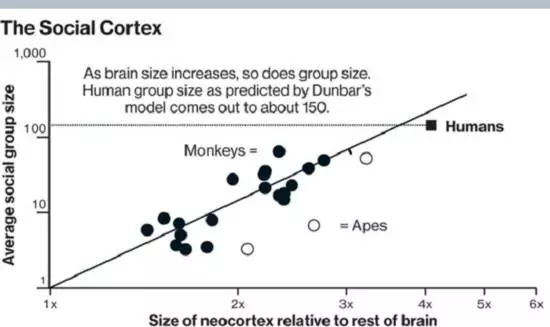 The Social Cortex
1,000
As brain size increases, so does group size.
Human group size as predicted by Dunbar's
model comes out to about 150.
100
Humans
Monkeys =
10
= Apes
1
Average social group size
1x 2x 3x 4x 5x 6x
Size of neocortex relative to rest of brain